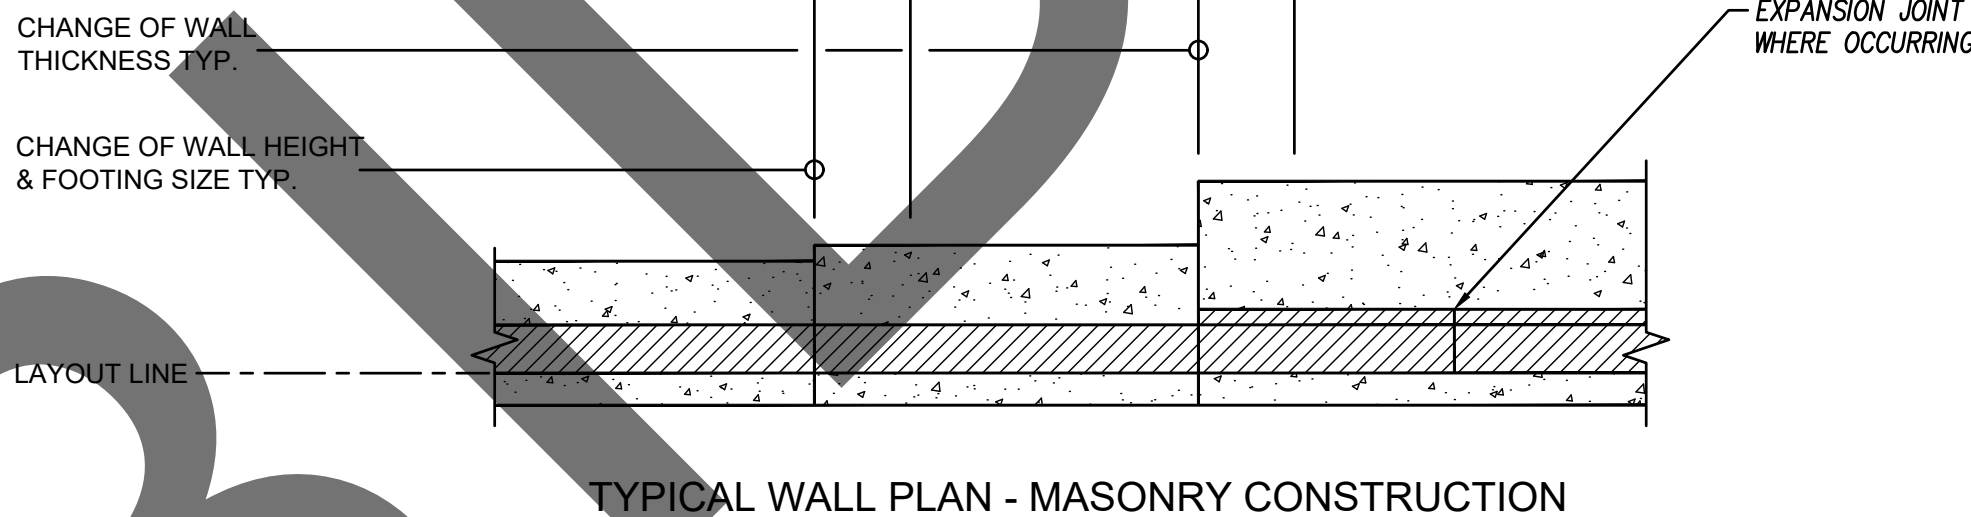 CHANGE OF WALL
THICKNESS TYP.
EXPANSION JOINT
WHERE OCCURRING
CHANGE OF WALL HEIGHT
& FOOTING SIZE TYP.
LAYOUT LINE
TYPICAL WALL PLAN - MASONRY CONSTRUCTION